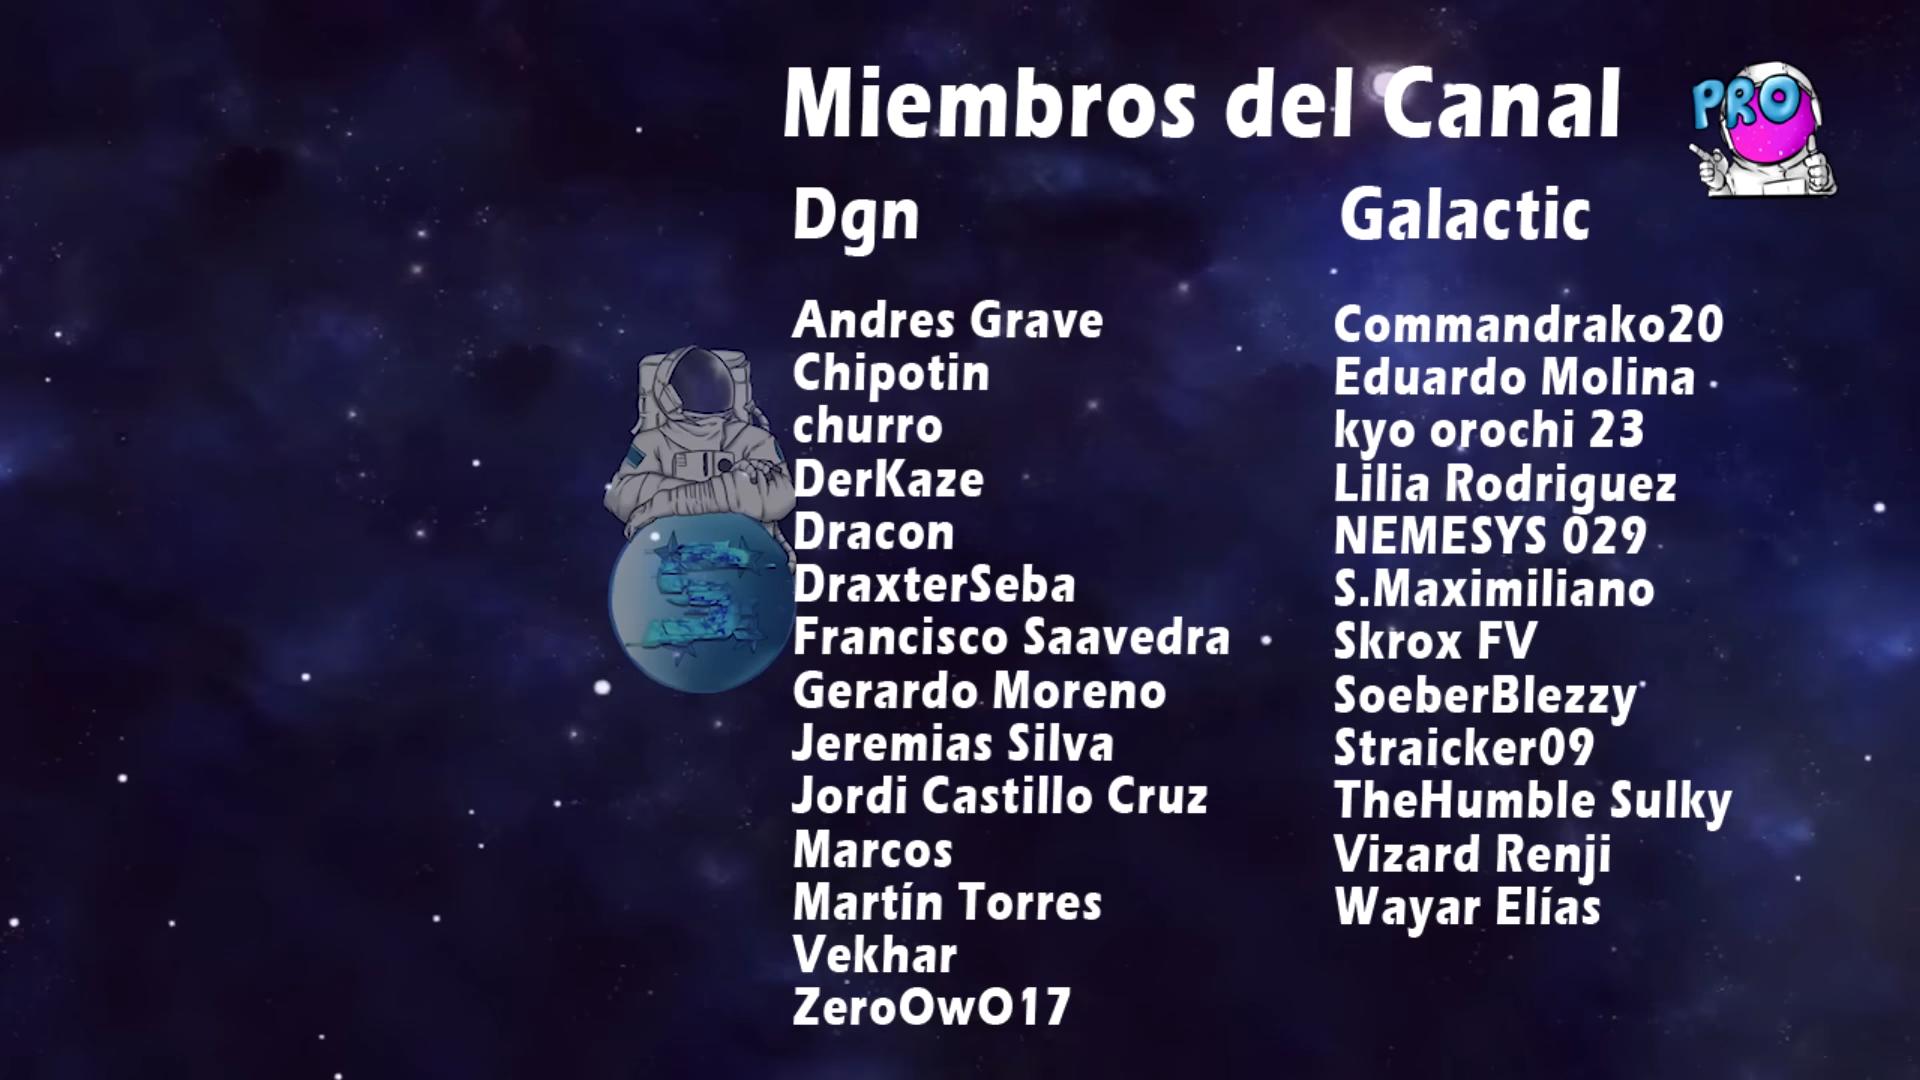 Miembros del Canal
PRO
Dgn
Andres Grave
Chipotin
churro
DerKaze
Dracon
DraxterSeba
Francisco Saavedra
Gerardo Moreno
Jeremias Silva
Jordi Castillo Cruz
Marcos
Martín Torres
Vekhar
ZeroOwO17
Galactic
Commandrako20
Eduardo Molina
kyo orochi 23
Lilia Rodriguez
NEMESYS 029
S.Maximiliano
Skrox FV
SoeberBlezzy
Straicker09
TheHumble Sulky
Vizard Renji
Wayar Elías
S